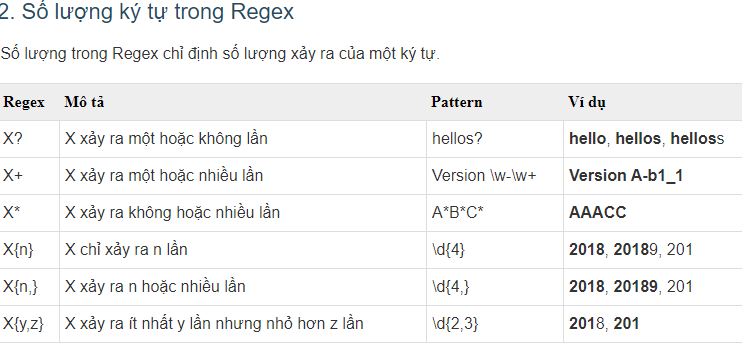 2. Số lượng ký tự trong Regex
Số lượng trong Regex chỉ định số lượng xảy ra của một ký tự.
Regex Mô tả Pattern Ví dụ
X? X xảy ra một hoặc không lần hellos? hello, hellos, helloss
X+ X xảy ra một hoặc nhiều lần Version \w-\w+ Version A-b1_1
X* X xảy ra không hoặc nhiều lần A*B*C* AAACC
X{n} X chỉ xảy ra n lần \d{4} 2018, 20189, 201
X{n,} X xảy ra n hoặc nhiều lần \d{4,} 2018, 20189, 201
X{y,z} X xảy ra ít nhất y lần nhưng nhỏ hơn z lần \d{2,3} 2018, 201